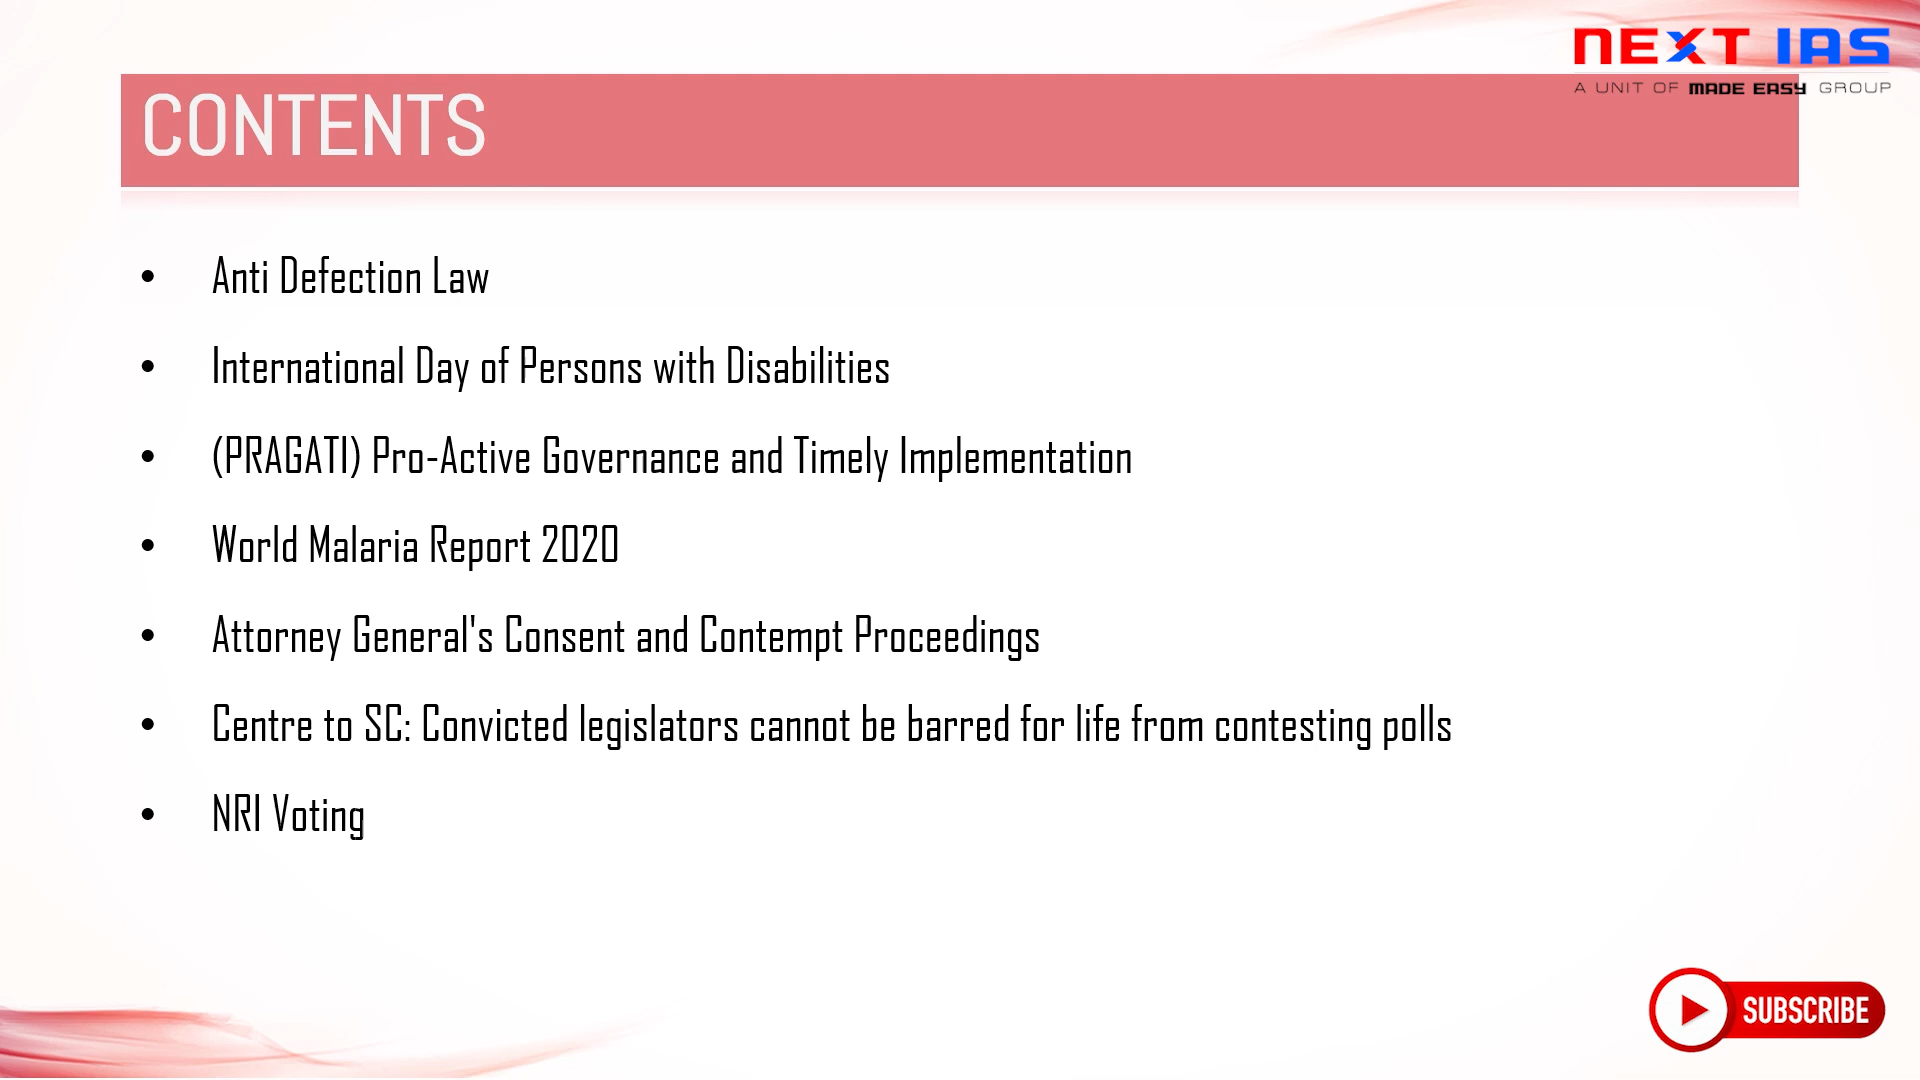 NEXT IAS
A UNIT OF MADE EASY GROUP
CONTENTS
• Anti Defection Law
• International Day of Persons with Disabilities
• (PRAGATI) Pro-Active Governance and Timely Implementation
• World Malaria Report 2020
• Attorney General's Consent and Contempt Proceedings
• Centre to SC: Convicted legislators cannot be barred for life from contesting polls
• NRI Voting
SUBSCRIBE